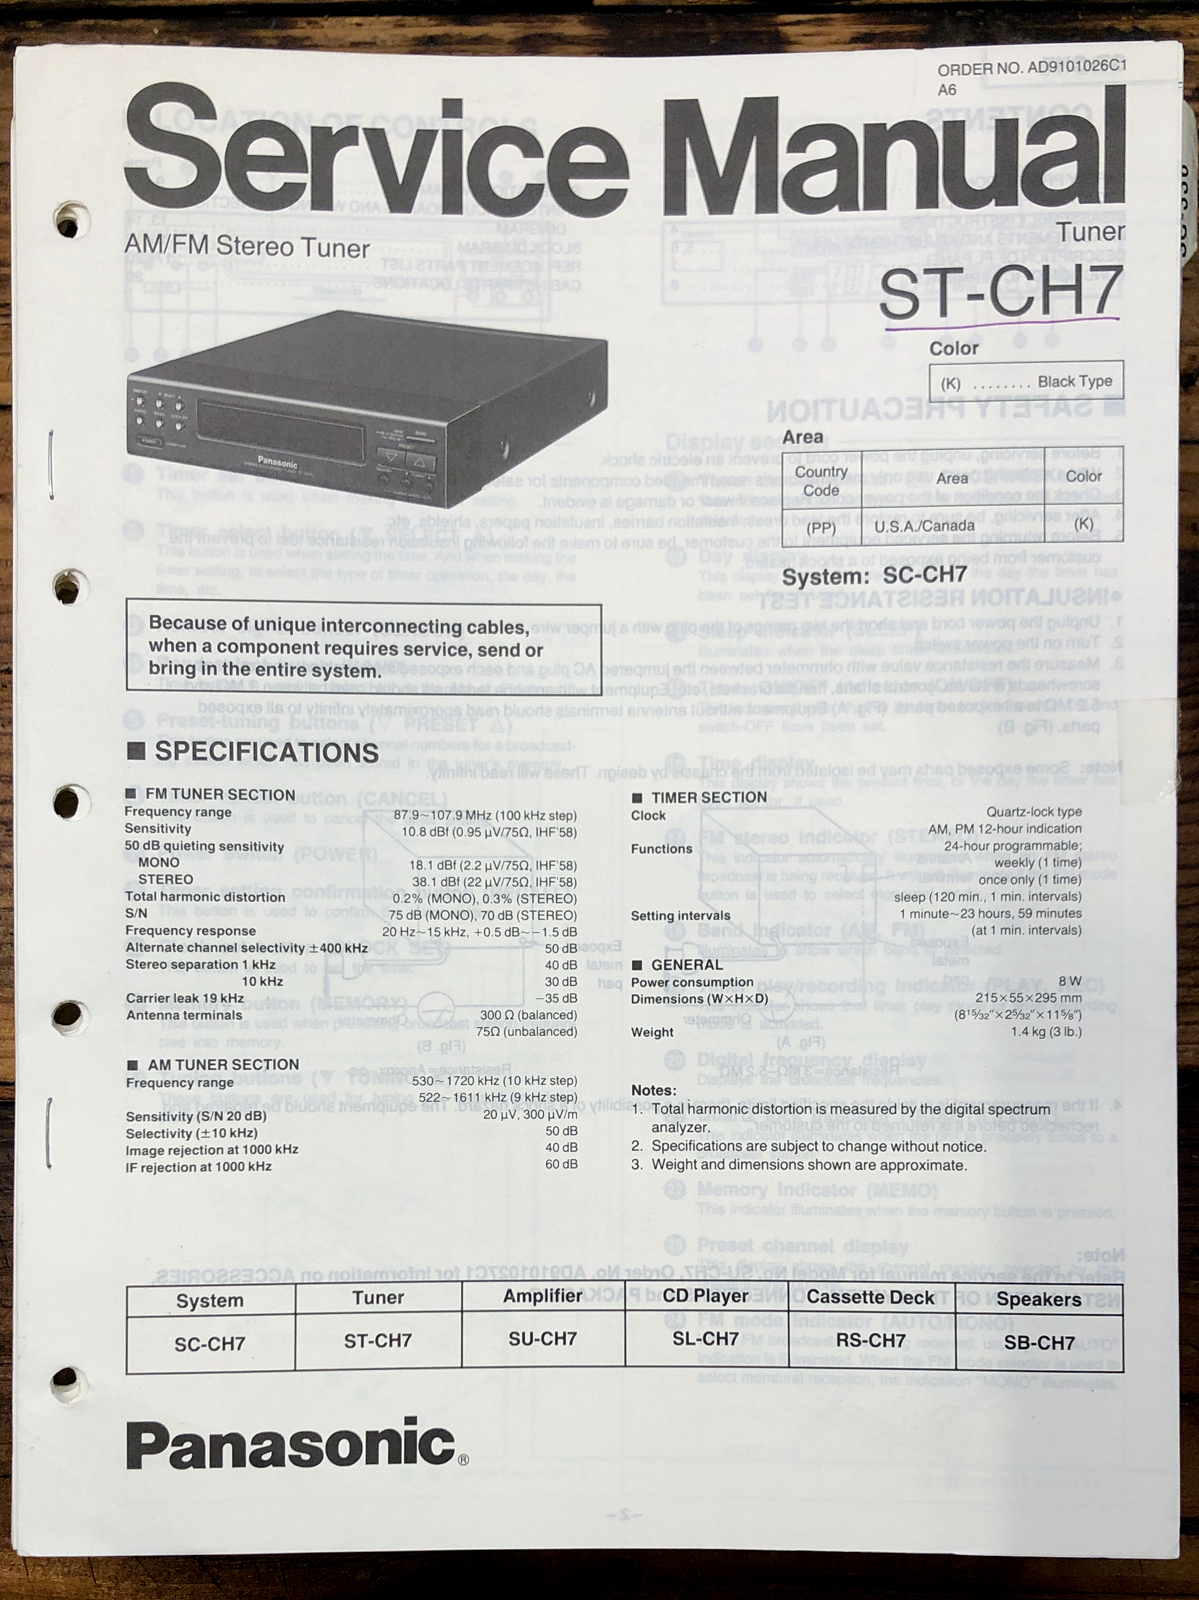 ORDER NO. AD9101026C1
A6
Service Manual
AM/FM Stereo Tuner
Tuner
ST-CH7
Color
(K) ........ Black Type
Area
Country Code Area Color
(PP) U.S.A./Canada (K)
System: SC-CH7
Panasonic
Because of unique interconnecting cables,
when a component requires service, send or
bring in the entire system.
■ SPECIFICATIONS
■ FM TUNER SECTION
Frequency range 87.9~107.9 MHz (100 kHz step)
Sensitivity 10.8 dBf (0.95 μV/75Ω, IHF'58)
50 dB quieting sensitivity
MONO 18.1 dBf (2.2 μV/75Ω, IHF'58)
STEREO 38.1 dBf (22 μV/75Ω, IHF'58)
Total harmonic distortion 0.2% (MONO), 0.3% (STEREO)
S/N 75 dB (MONO), 70 dB (STEREO)
Frequency response 20 Hz~15 kHz, +0.5 dB~−1.5 dB
Alternate channel selectivity ±400 kHz 50 dB
Stereo separation 1 kHz 40 dB
10 kHz 30 dB
Carrier leak 19 kHz −35 dB
Antenna terminals 300 Ω (balanced)
75Ω (unbalanced)
■ AM TUNER SECTION
Frequency range 530~1720 kHz (10 kHz step)
522~1611 kHz (9 kHz step)
Sensitivity (S/N 20 dB) 20 μV, 300 μV/m
Selectivity (±10 kHz) 50 dB
Image rejection at 1000 kHz 40 dB
IF rejection at 1000 kHz 60 dB
■ TIMER SECTION
Clock Quartz-lock type
AM, PM 12-hour indication
Functions 24-hour programmable;
weekly (1 time)
once only (1 time)
sleep (120 min., 1 min. intervals)
Setting intervals 1 minute~23 hours, 59 minutes
(at 1 min. intervals)
■ GENERAL
Power consumption 8 W
Dimensions (W×H×D) 215×55×295 mm
(8 15/32″×2 5/32″×11 5/8″)
Weight 1.4 kg (3 lb.)
Notes:
1. Total harmonic distortion is measured by the digital spectrum
analyzer.
2. Specifications are subject to change without notice.
3. Weight and dimensions shown are approximate.
System Tuner Amplifier CD Player Cassette Deck Speakers
SC-CH7 ST-CH7 SU-CH7 SL-CH7 RS-CH7 SB-CH7
Panasonic®